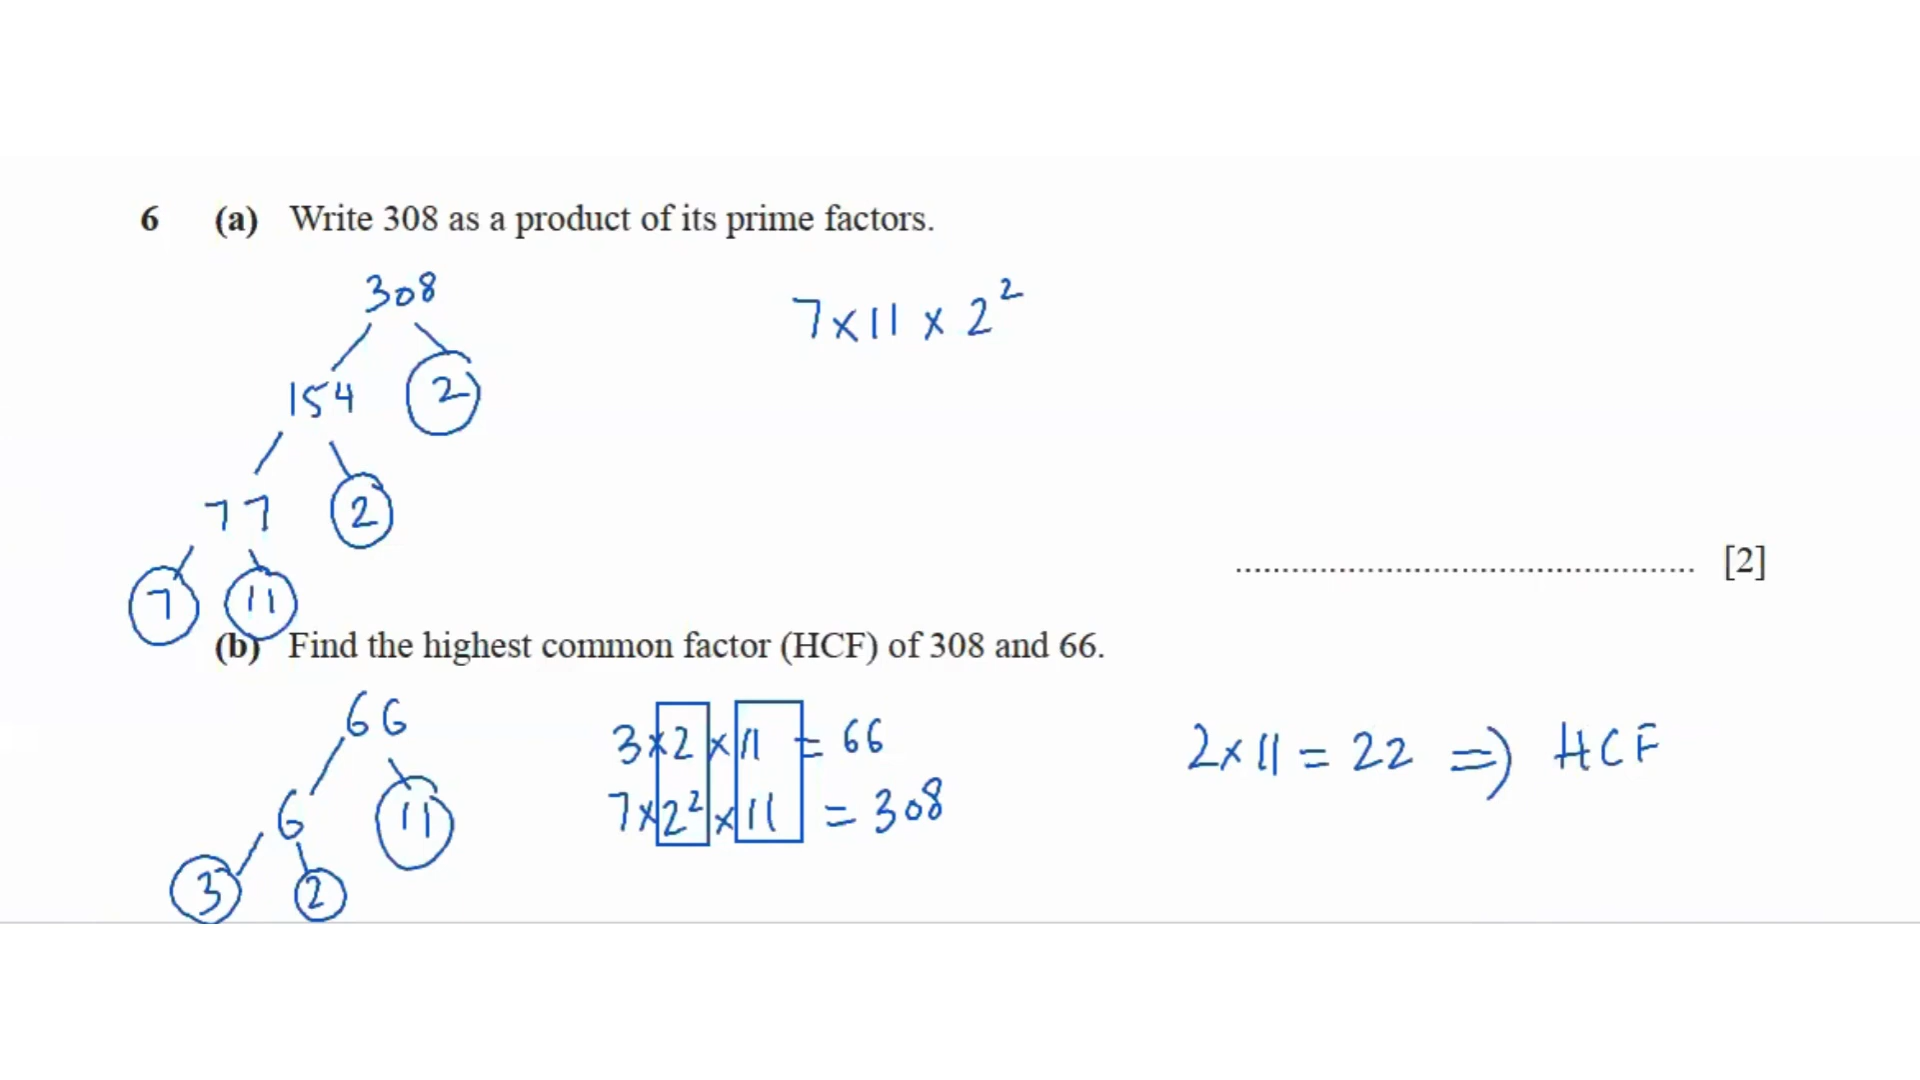 6 (a) Write 308 as a product of its prime factors.
308
7 × 11 × 2²
154 2
77 2
7 11
.................................................. [2]
(b) Find the highest common factor (HCF) of 308 and 66.
66
3 × 2 × 11 = 66
2 × 11 = 22 ⇒ HCF
6 11
7 × 2² × 11 = 308
3 2